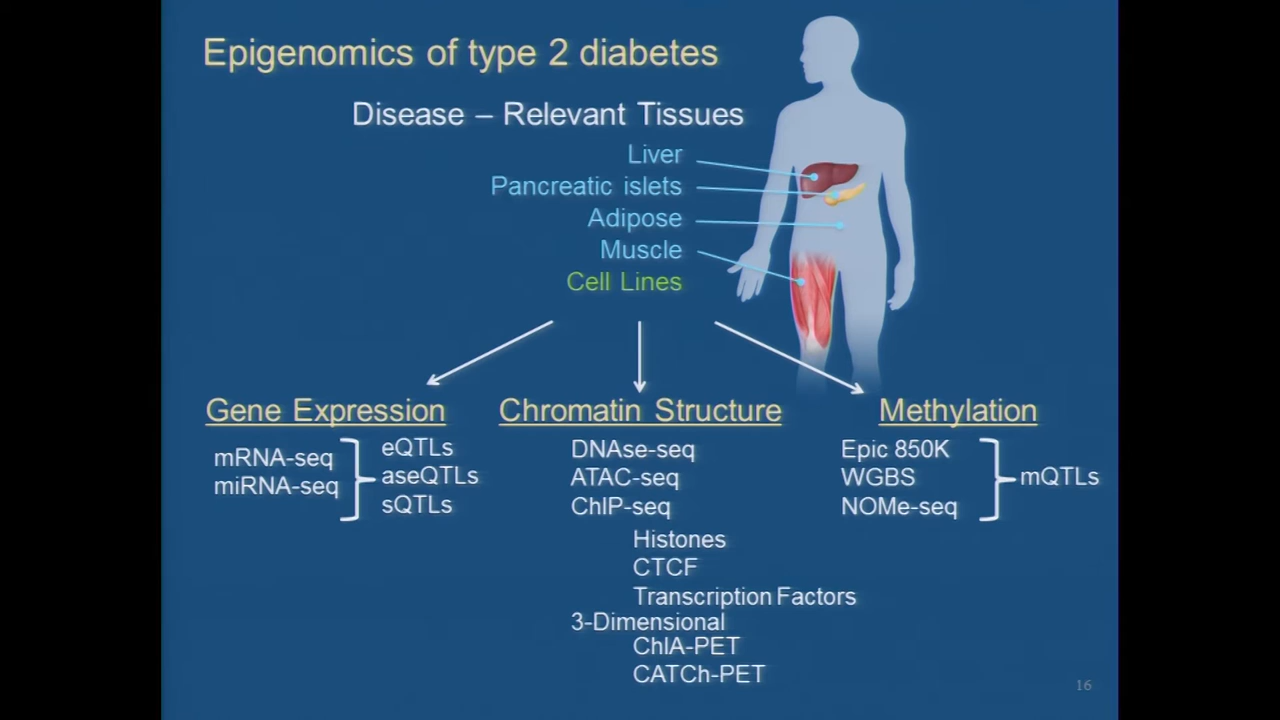 Epigenomics of type 2 diabetes
Disease – Relevant Tissues
Liver
Pancreatic islets
Adipose
Muscle
Cell Lines
Gene Expression
mRNA-seq
miRNA-seq
eQTLs
aseQTLs
sQTLs
Chromatin Structure
DNAse-seq
ATAC-seq
ChIP-seq
Histones
CTCF
Transcription Factors
3-Dimensional
ChIA-PET
CATCh-PET
Methylation
Epic 850K
WGBS
NOMe-seq
mQTLs
16